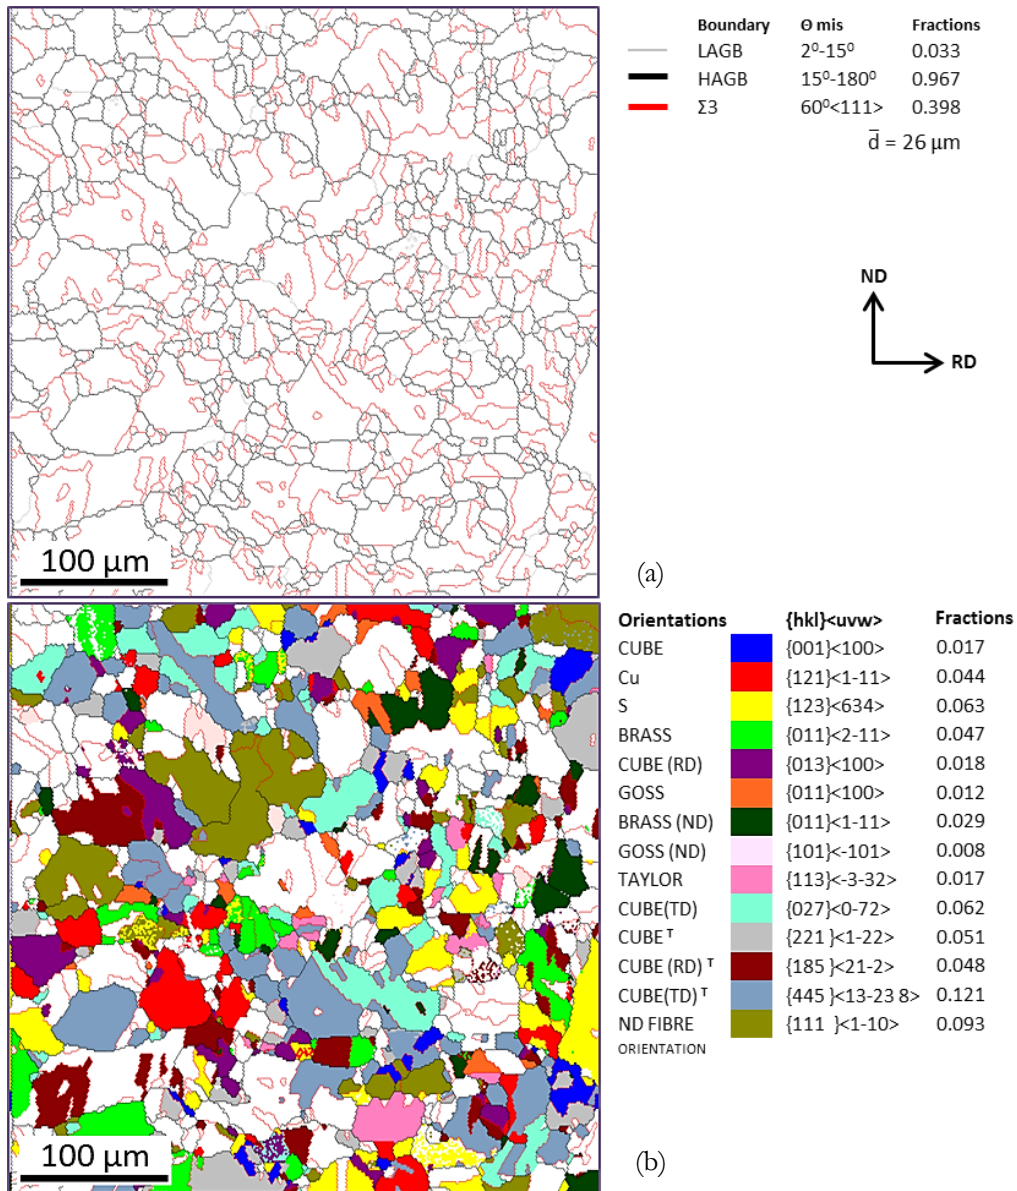 Boundary Θ mis Fractions
LAGB 2⁰-15⁰ 0.033
HAGB 15⁰-180⁰ 0.967
Σ3 60⁰<111> 0.398
d̅ = 26 µm
ND
RD
100 µm
(a)
Orientations {hkl}<uvw> Fractions
CUBE {001}<100> 0.017
Cu {121}<1-11> 0.044
S {123}<634> 0.063
BRASS {011}<2-11> 0.047
CUBE (RD) {013}<100> 0.018
GOSS {011}<100> 0.012
BRASS (ND) {011}<1-11> 0.029
GOSS (ND) {101}<-101> 0.008
TAYLOR {113}<-3-32> 0.017
CUBE(TD) {027}<0-72> 0.062
CUBE ᵀ {221 }<1-22> 0.051
CUBE (RD) ᵀ {185 }<21-2> 0.048
CUBE(TD) ᵀ {445 }<13-23 8> 0.121
ND FIBRE {111 }<1-10> 0.093
ORIENTATION
100 µm
(b)